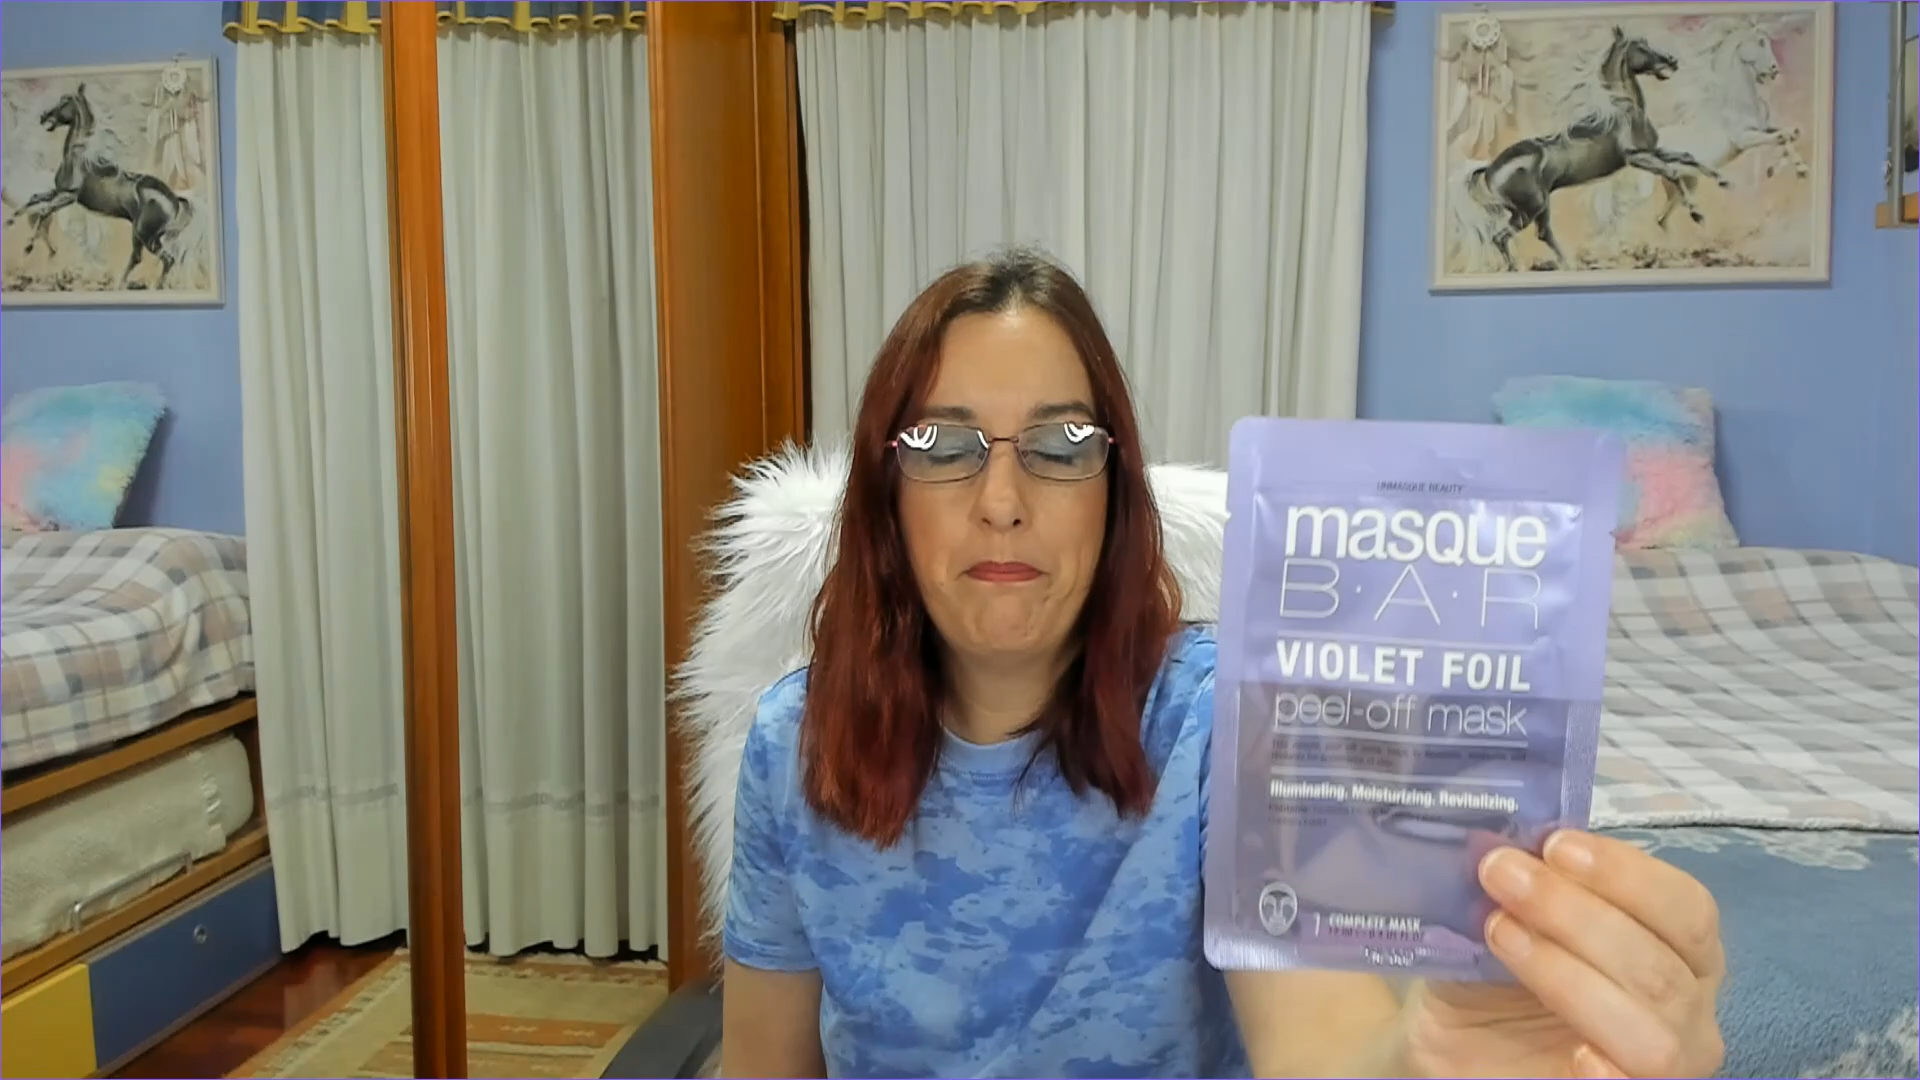 UNMASQUE BEAUTY
masque
B·A·R
VIOLET FOIL
peel-off mask
Illuminating. Moisturizing. Revitalizing.
1 COMPLETE MASK